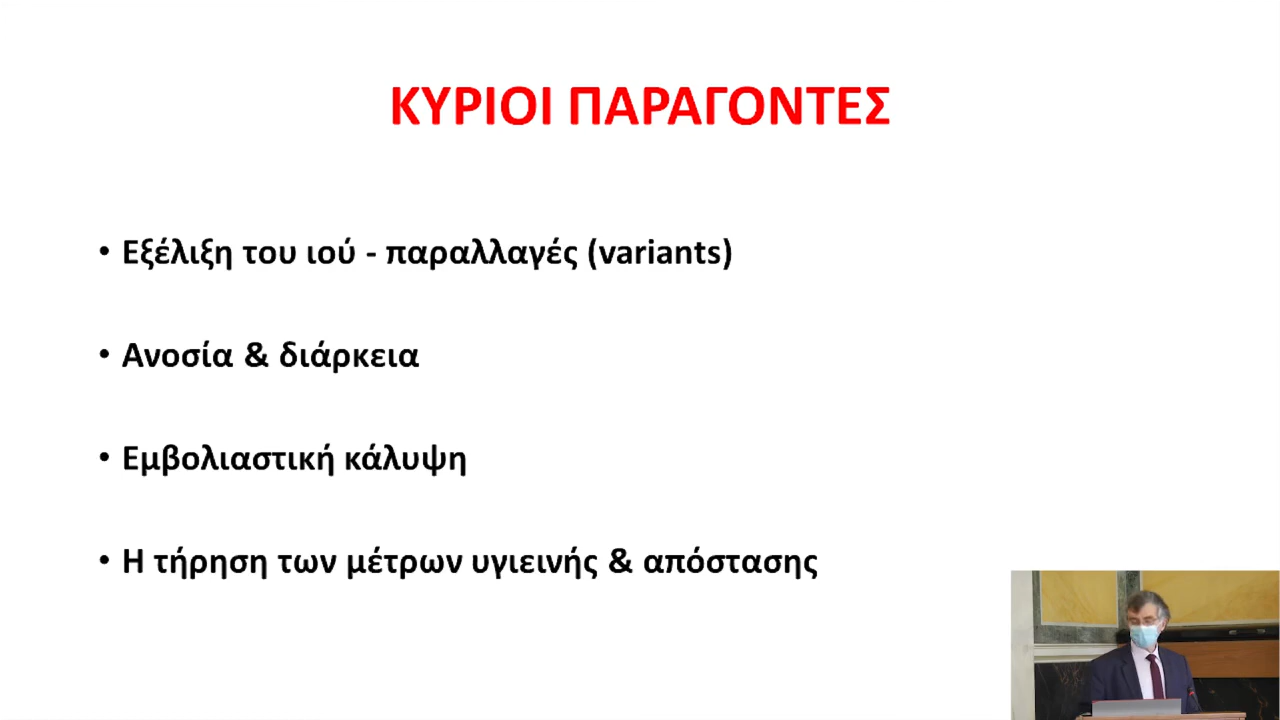 ΚΥΡΙΟΙ ΠΑΡΑΓΟΝΤΕΣ
• Εξέλιξη του ιού - παραλλαγές (variants)
• Ανοσία & διάρκεια
• Εμβολιαστική κάλυψη
• Η τήρηση των μέτρων υγιεινής & απόστασης